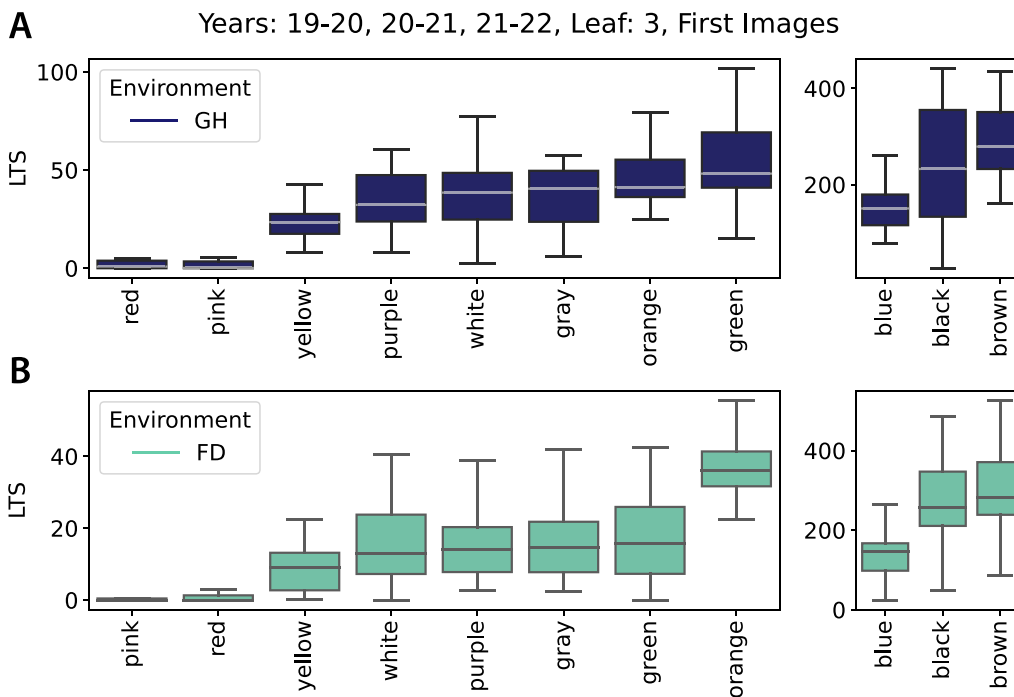 A
Years: 19-20, 20-21, 21-22, Leaf: 3, First Images
LTS
100
50
0
Environment
GH
400
200
red
pink
yellow
purple
white
gray
orange
green
blue
black
brown
B
LTS
40
20
0
Environment
FD
400
200
0
pink
red
yellow
white
purple
gray
green
orange
blue
black
brown